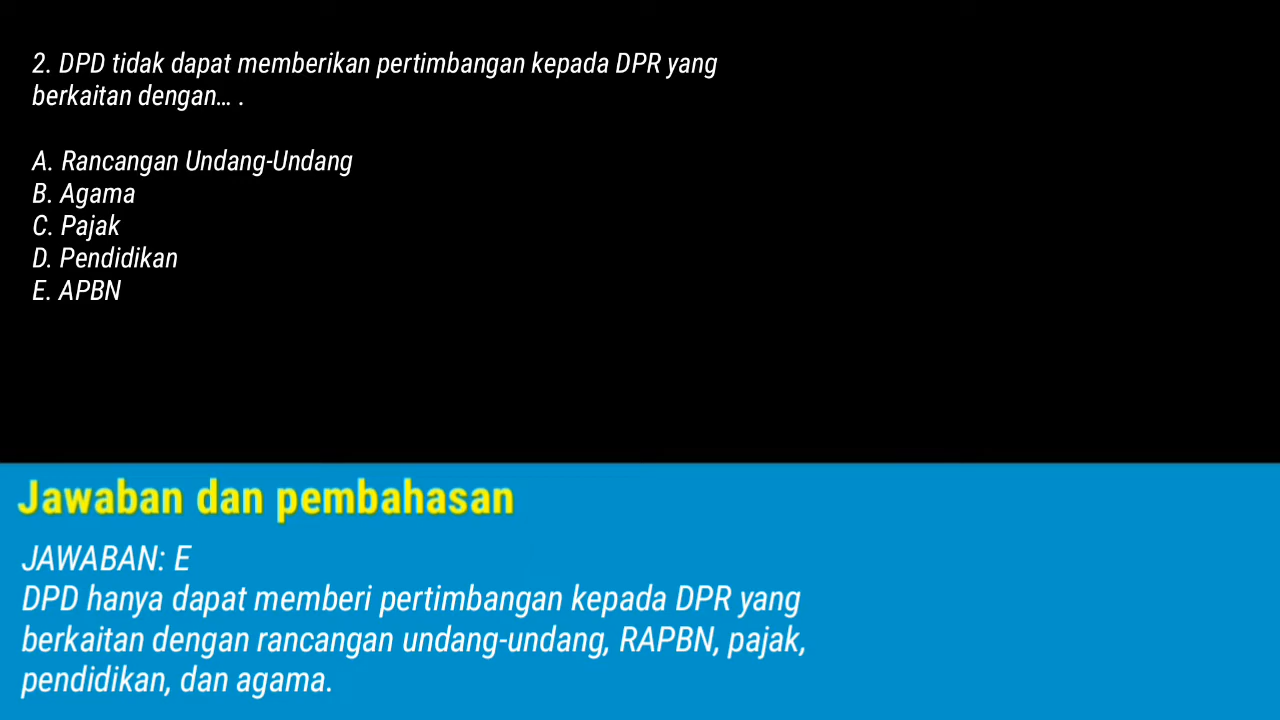 2. DPD tidak dapat memberikan pertimbangan kepada DPR yang
berkaitan dengan... .
A. Rancangan Undang-Undang
B. Agama
C. Pajak
D. Pendidikan
E. APBN
Jawaban dan pembahasan
JAWABAN: E
DPD hanya dapat memberi pertimbangan kepada DPR yang
berkaitan dengan rancangan undang-undang, RAPBN, pajak,
pendidikan, dan agama.